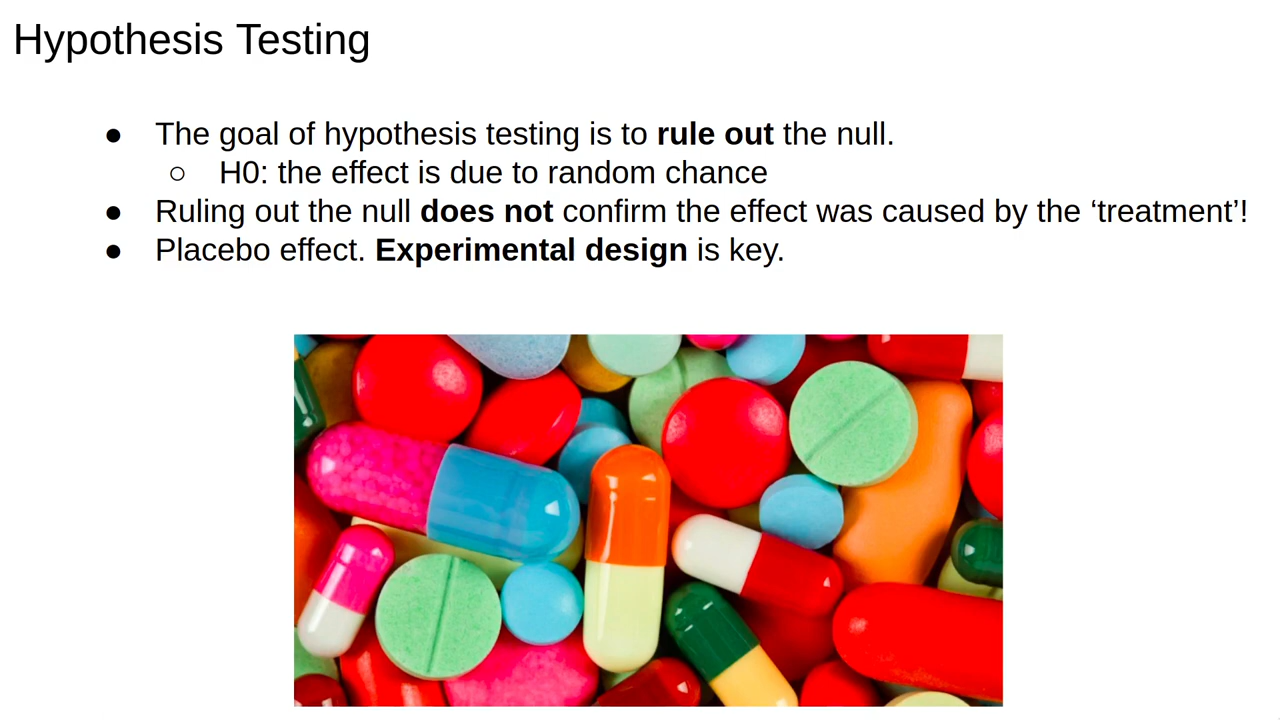 Hypothesis Testing
● The goal of hypothesis testing is to rule out the null.
○ H0: the effect is due to random chance
● Ruling out the null does not confirm the effect was caused by the ‘treatment’!
● Placebo effect. Experimental design is key.